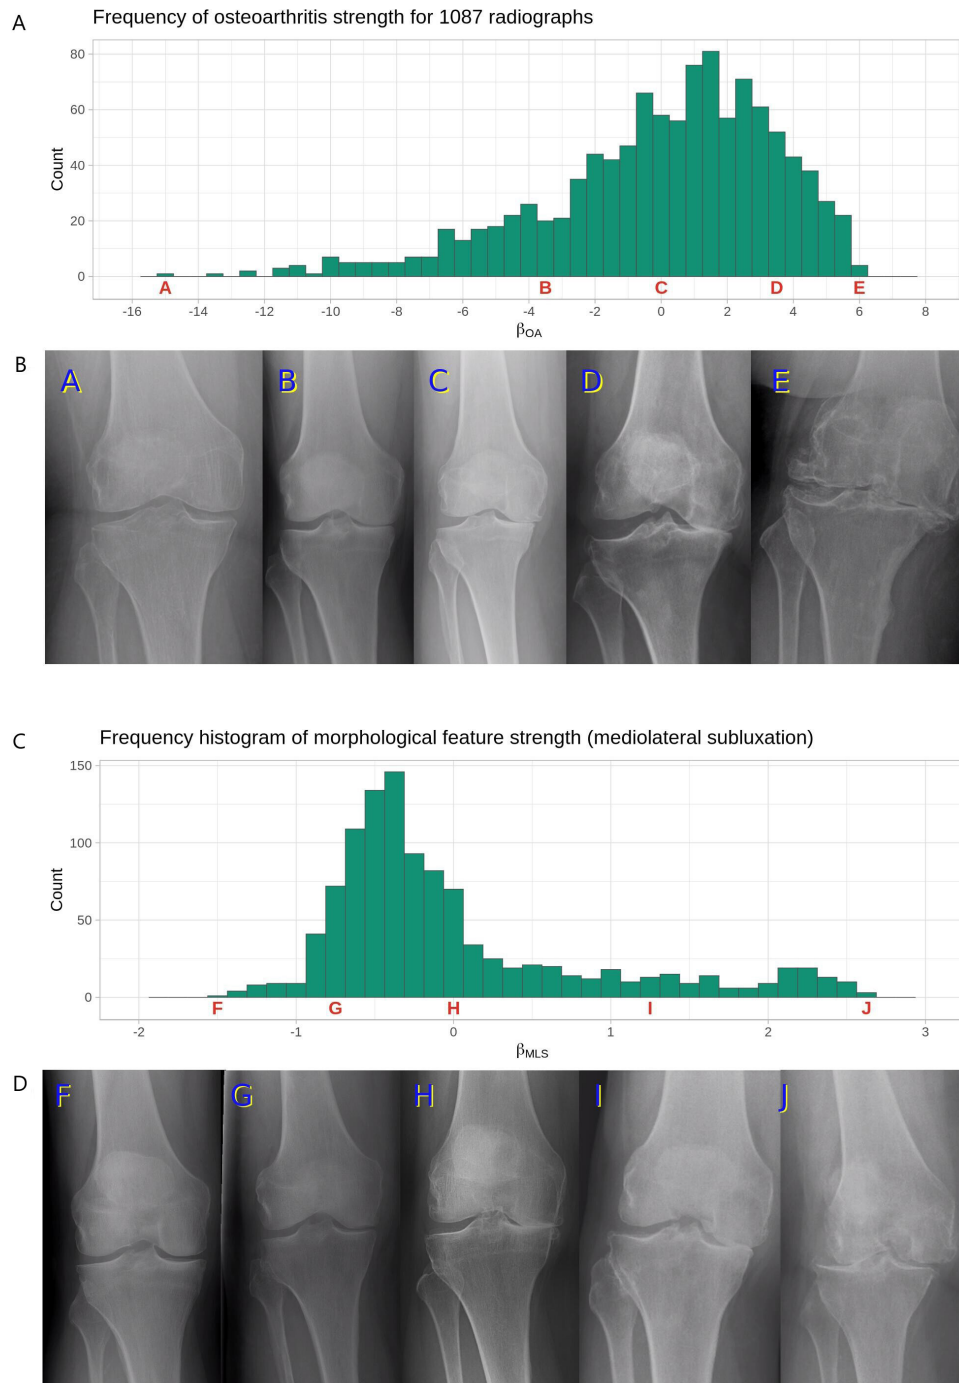 A
Frequency of osteoarthritis strength for 1087 radiographs
Count
80
60
40
20
0
A B C D E
-16 -14 -12 -10 -8 -6 -4 -2 0 2 4 6 8
βOA
B
A B C D E
C
Frequency histogram of morphological feature strength (mediolateral subluxation)
Count
150
100
50
0
F G H I J
-2 -1 0 1 2 3
βMLS
D
F G H I J